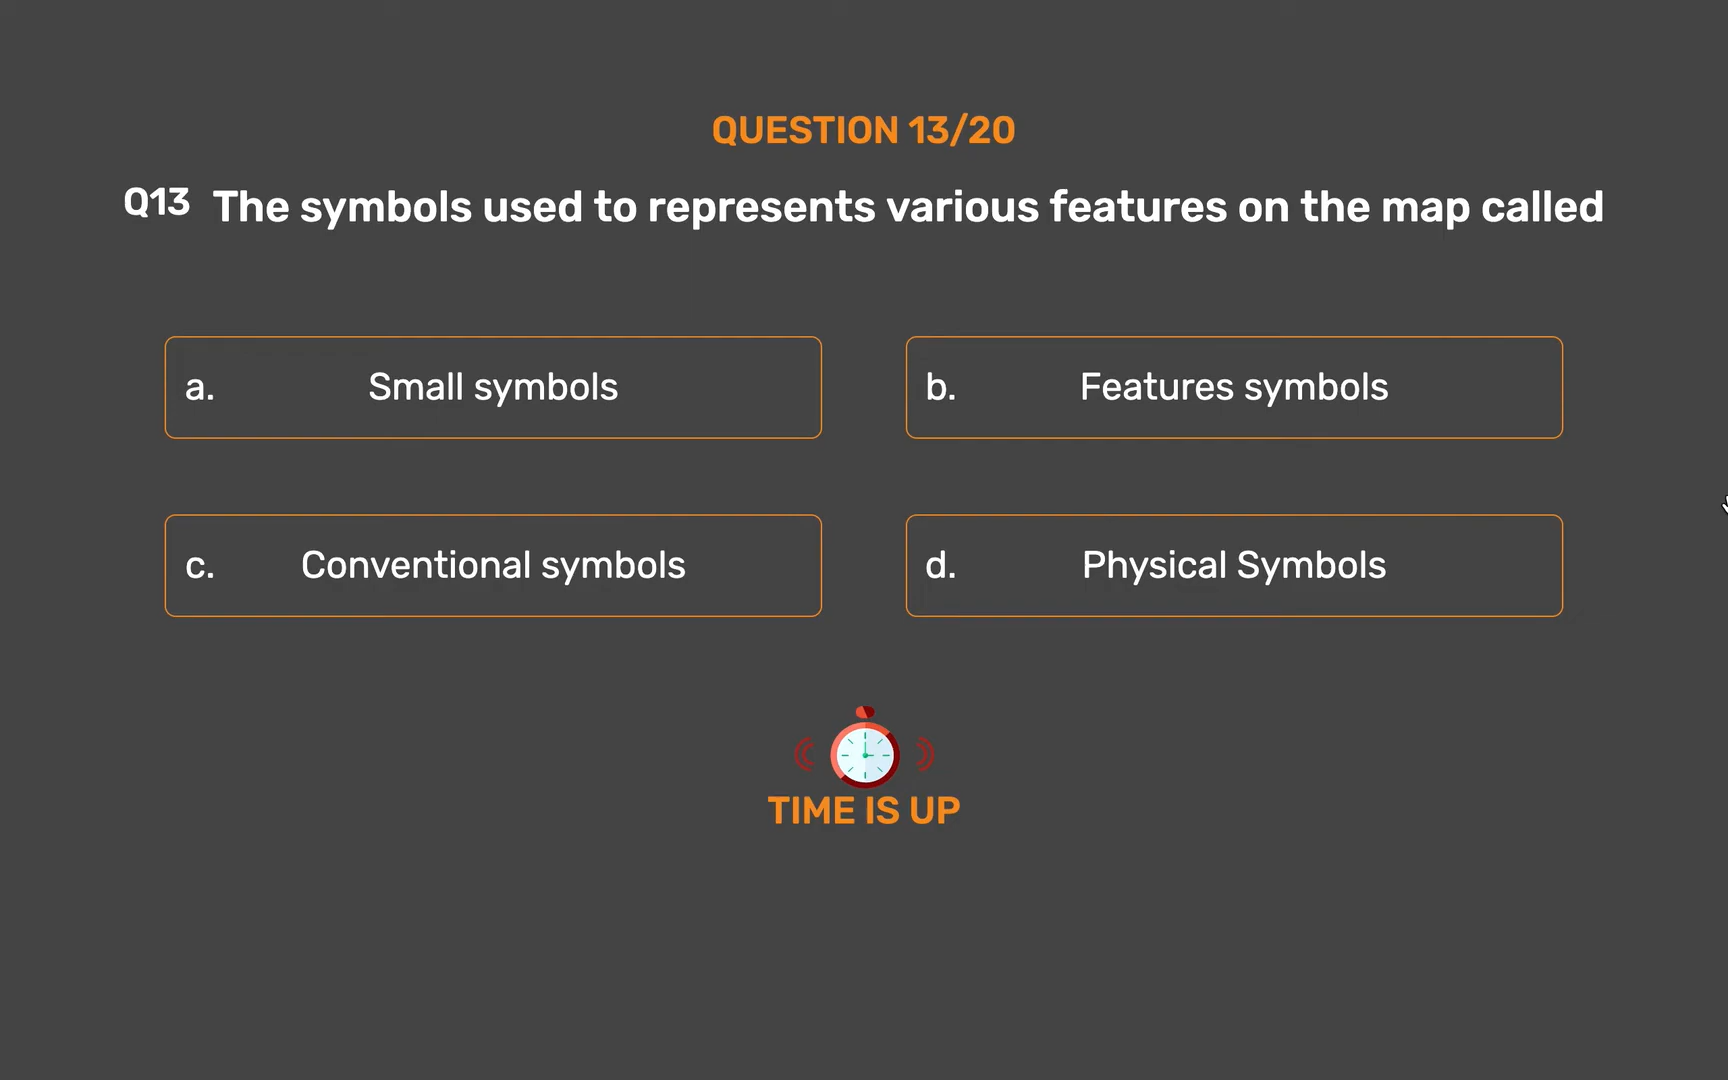 QUESTION 13/20
Q13 The symbols used to represents various features on the map called
a. Small symbols
b. Features symbols
c. Conventional symbols
d. Physical Symbols
TIME IS UP